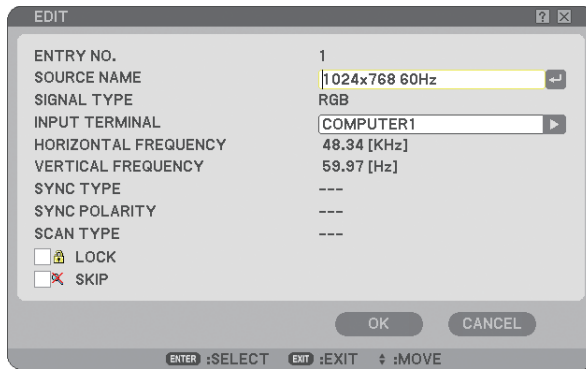 EDIT
ENTRY NO. 1
SOURCE NAME 1024x768 60Hz
SIGNAL TYPE RGB
INPUT TERMINAL COMPUTER1
HORIZONTAL FREQUENCY 48.34 [KHz]
VERTICAL FREQUENCY 59.97 [Hz]
SYNC TYPE ---
SYNC POLARITY ---
SCAN TYPE ---
LOCK
SKIP
OK CANCEL
ENTER :SELECT EXIT :EXIT :MOVE